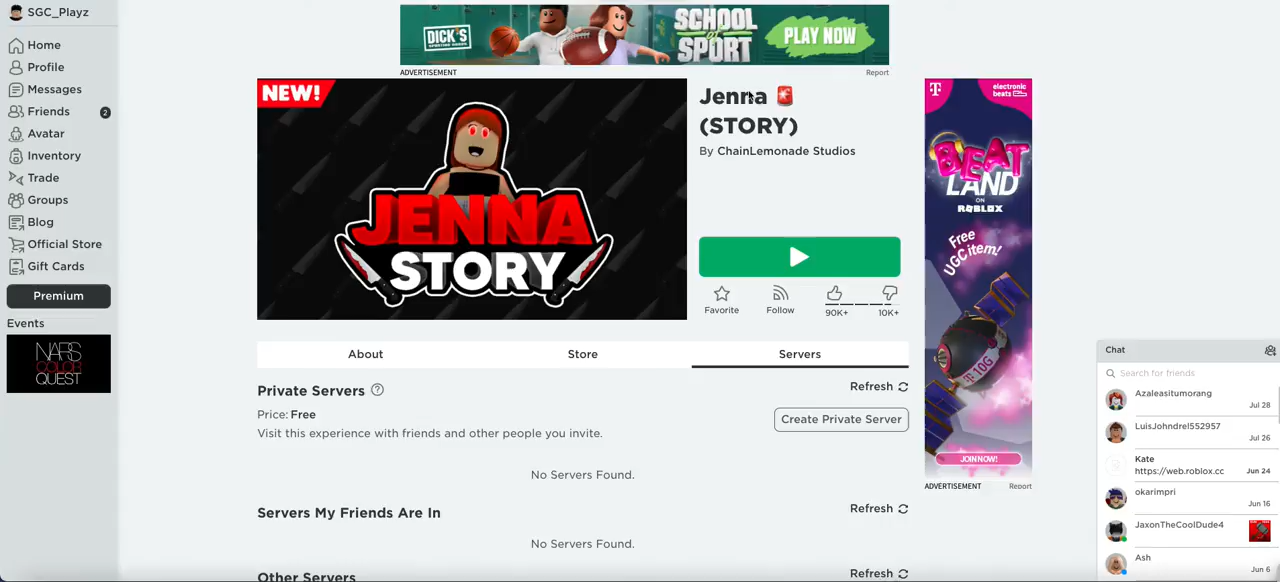 SGC_Playz
Home
Profile
Messages
Friends
2
Avatar
Inventory
Trade
Groups
Blog
Official Store
Gift Cards
Premium
Events
NARS
COLOR
QUEST
DICK'S
SPORTING GOODS
SCHOOL
of
SPORT
PLAY NOW
ADVERTISEMENT
Report
NEW!
JENNA
STORY
Jenna 🚨
(STORY)
By ChainLemonade Studios
Favorite
Follow
90K+
10K+
About
Store
Servers
Private Servers ?
Refresh
Price: Free
Create Private Server
Visit this experience with friends and other people you invite.
No Servers Found.
Servers My Friends Are In
Refresh
No Servers Found.
Other Servers
Refresh
T
electronic
beats
BEAT
LAND
ON
ROBLOX
Free
UGC item!
T 10G
JOIN NOW!
ADVERTISEMENT
Report
Chat
Search for friends
Azaleasitumorang
Jul 28
LuisJohndrel552957
Jul 26
Kate
https://web.roblox.cc
Jun 24
okarimpri
Jun 16
JaxonTheCoolDude4
Ash
Jun 6